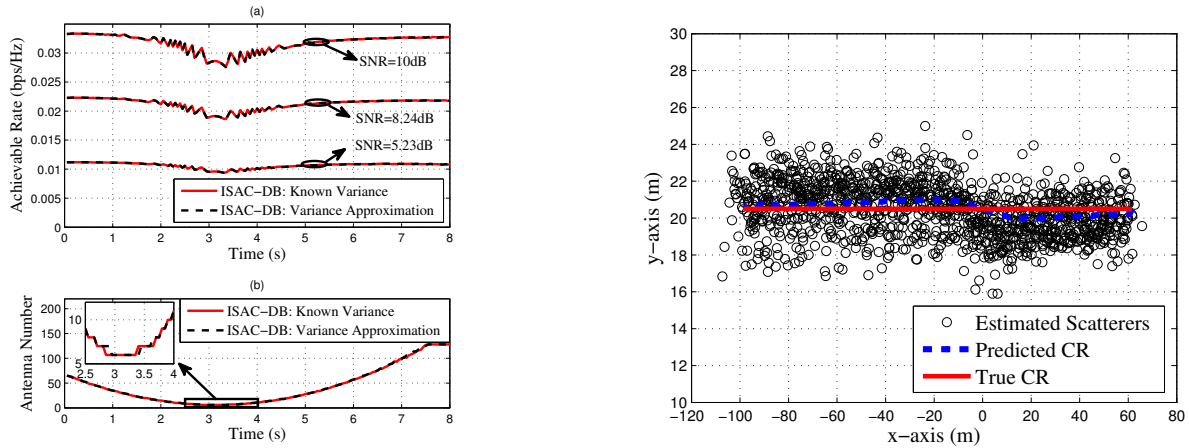 (a)
Achievable Rate (bps/Hz)
0.03
0.025
0.02
0.015
0.01
0.005
0
SNR=10dB
SNR=8.24dB
SNR=5.23dB
ISAC-DB: Known Variance
ISAC-DB: Variance Approximation
0 1 2 3 4 5 6 7 8
Time (s)
(b)
Antenna Number
200
150
100
50
0
10
5
2.5 3 3.5 4
ISAC-DB: Known Variance
ISAC-DB: Variance Approximation
0 1 2 3 4 5 6 7 8
Time (s)
y−axis (m)
30
28
26
24
22
20
18
16
14
12
10
Estimated Scatterers
Predicted CR
True CR
−120 −100 −80 −60 −40 −20 0 20 40 60 80
x−axis (m)